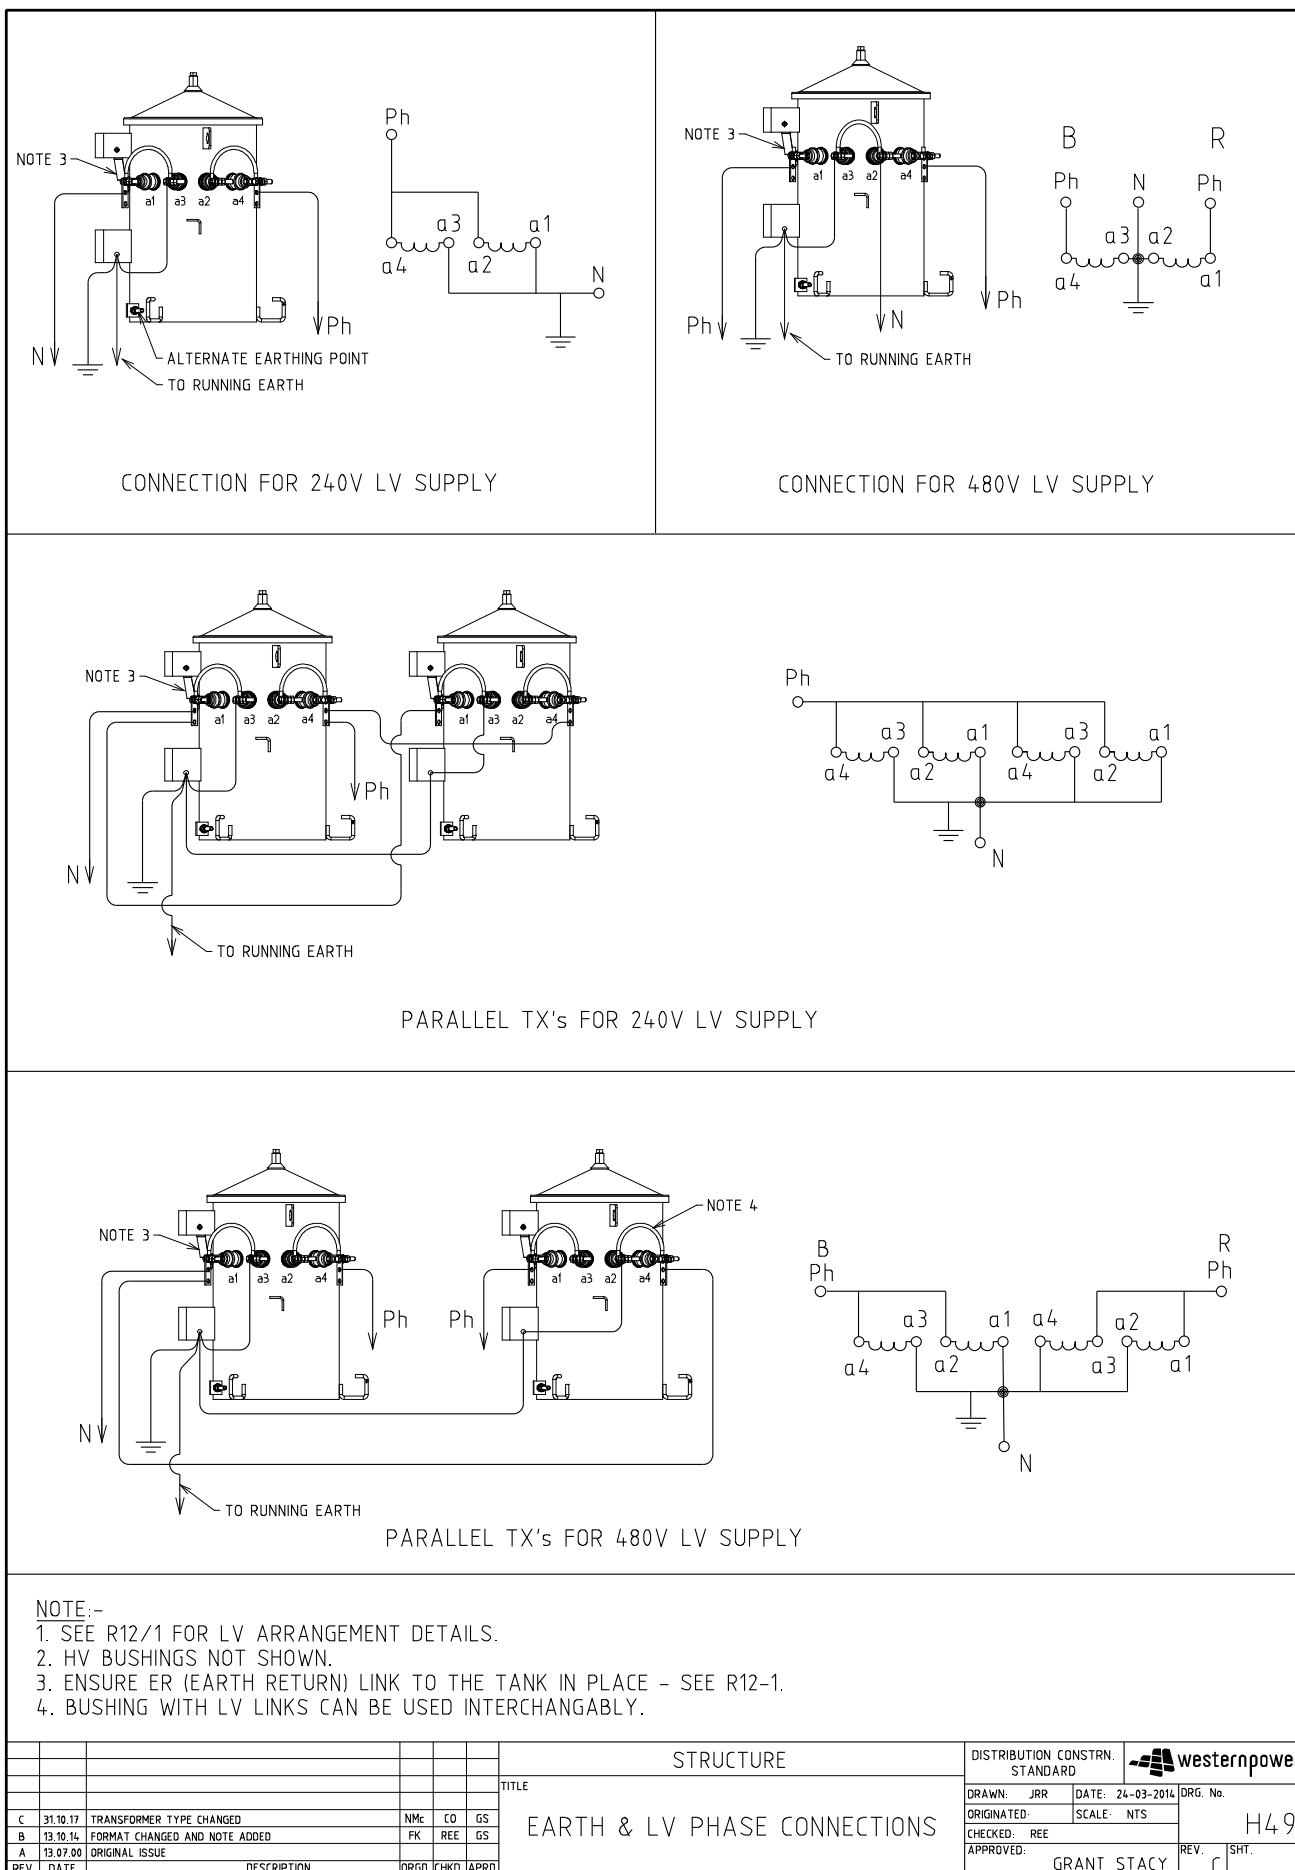 NOTE 3
a1 a3 a2 a4
N
Ph
ALTERNATE EARTHING POINT
TO RUNNING EARTH
Ph
a3 a1
a4 a2
N
CONNECTION FOR 240V LV SUPPLY
NOTE 3
a1 a3 a2 a4
Ph
N
Ph
TO RUNNING EARTH
B R
Ph N Ph
a3 a2
a4 a1
CONNECTION FOR 480V LV SUPPLY
NOTE 3
a1 a3 a2 a4
a1 a3 a2 a4
Ph
N
TO RUNNING EARTH
Ph
a3 a1 a3 a1
a4 a2 a4 a2
N
PARALLEL TX's FOR 240V LV SUPPLY
NOTE 3
a1 a3 a2 a4
NOTE 4
a1 a3 a2 a4
Ph
Ph
N
TO RUNNING EARTH
B R
Ph Ph
a3 a1 a4 a2
a4 a2 a3 a1
N
PARALLEL TX's FOR 480V LV SUPPLY
NOTE:-
1. SEE R12/1 FOR LV ARRANGEMENT DETAILS.
2. HV BUSHINGS NOT SHOWN.
3. ENSURE ER (EARTH RETURN) LINK TO THE TANK IN PLACE - SEE R12-1.
4. BUSHING WITH LV LINKS CAN BE USED INTERCHANGABLY.
C 31.10.17 TRANSFORMER TYPE CHANGED NMc CO GS
B 13.10.14 FORMAT CHANGED AND NOTE ADDED FK REE GS
A 13.07.00 ORIGINAL ISSUE
REV. DATE DESCRIPTION ORGD CHKD APRD
STRUCTURE
TITLE
EARTH & LV PHASE CONNECTIONS
DISTRIBUTION CONSTRN.
STANDARD
westernpower
DRAWN: JRR DATE: 24-03-2014 DRG. No.
ORIGINATED: SCALE: NTS
H49
CHECKED: REE
APPROVED: GRANT STACY
REV. C SHT.